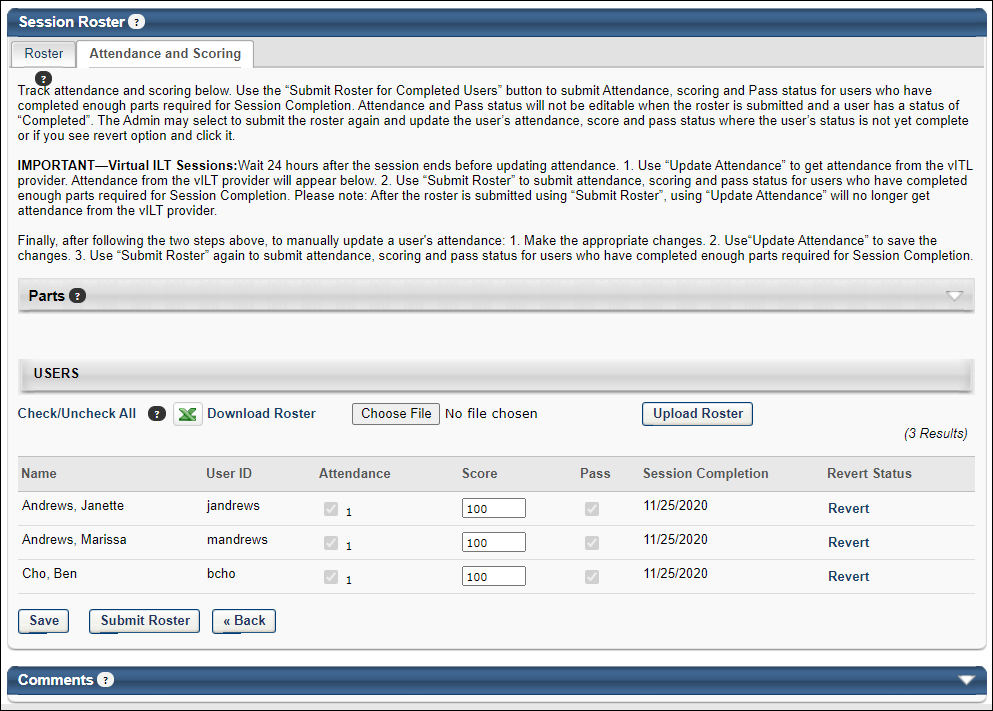 Session Roster ?
Roster Attendance and Scoring
?
Track attendance and scoring below. Use the “Submit Roster for Completed Users” button to submit Attendance, scoring and Pass status for users who have
completed enough parts required for Session Completion. Attendance and Pass status will not be editable when the roster is submitted and a user has a status of
“Completed”. The Admin may select to submit the roster again and update the user’s attendance, score and pass status where the user’s status is not yet complete
or if you see revert option and click it.
IMPORTANT—Virtual ILT Sessions:Wait 24 hours after the session ends before updating attendance. 1. Use “Update Attendance” to get attendance from the vITL
provider. Attendance from the vILT provider will appear below. 2. Use “Submit Roster” to submit attendance, scoring and pass status for users who have completed
enough parts required for Session Completion. Please note: After the roster is submitted using “Submit Roster”, using “Update Attendance” will no longer get
attendance from the vILT provider.
Finally, after following the two steps above, to manually update a user's attendance: 1. Make the appropriate changes. 2. Use“Update Attendance” to save the
changes. 3. Use “Submit Roster” again to submit attendance, scoring and pass status for users who have completed enough parts required for Session Completion.
Parts ?
USERS
Check/Uncheck All ? Download Roster Choose File No file chosen Upload Roster
(3 Results)
Name User ID Attendance Score Pass Session Completion Revert Status
Andrews, Janette jandrews 1 100 11/25/2020 Revert
Andrews, Marissa mandrews 1 100 11/25/2020 Revert
Cho, Ben bcho 1 100 11/25/2020 Revert
Save Submit Roster « Back
Comments ?